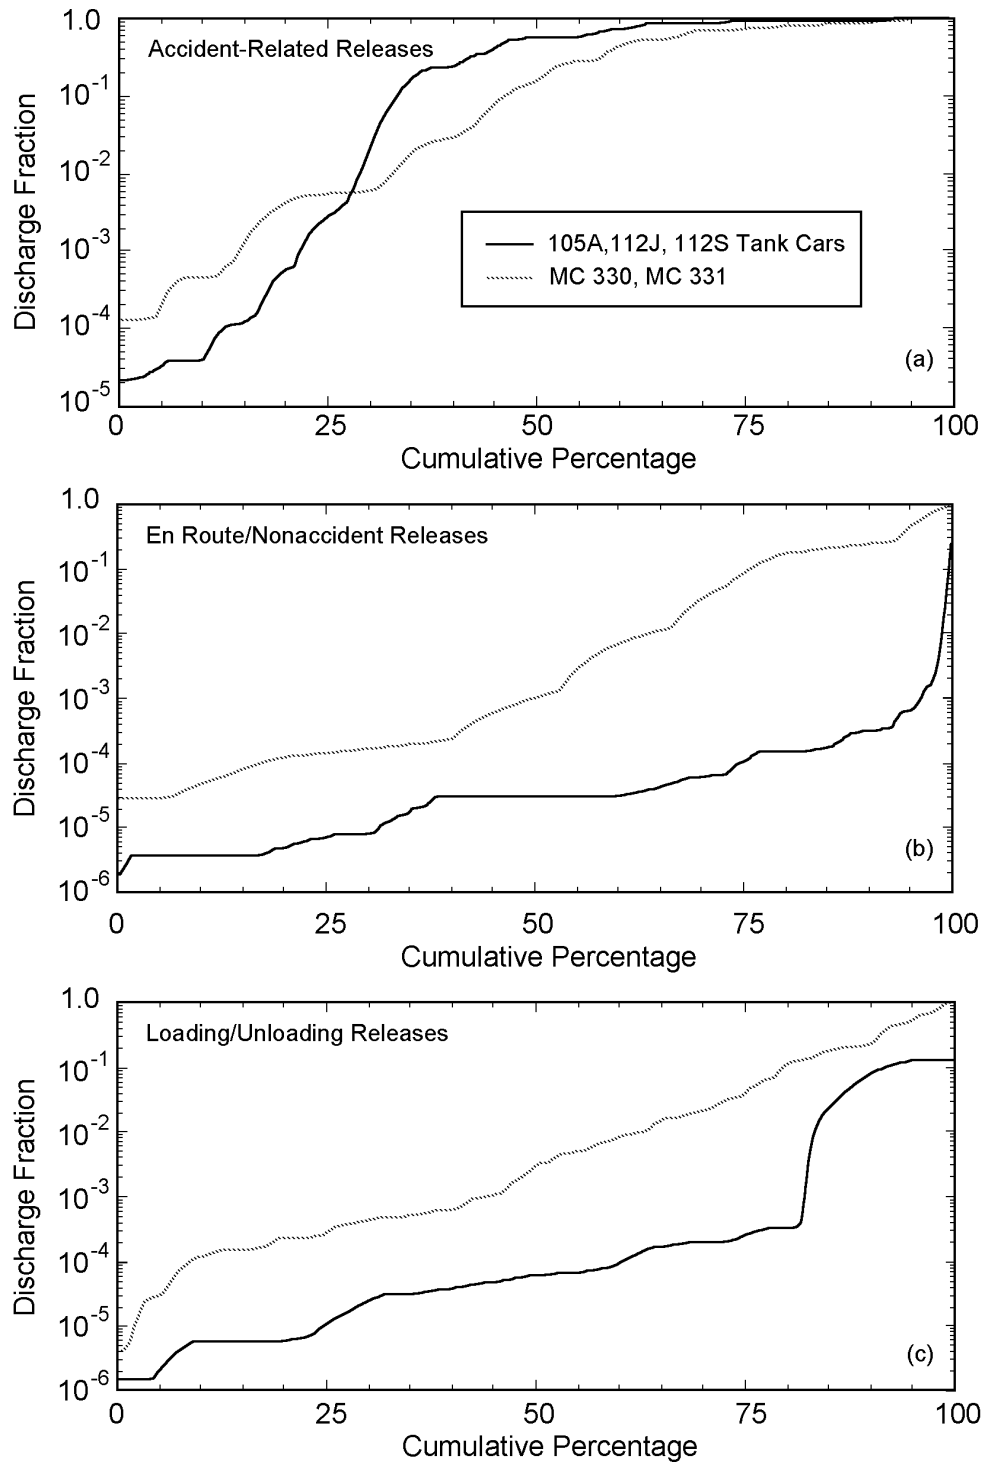 1.0
Accident-Related Releases
10-1
10-2
10-3
10-4
10-5
Discharge Fraction
105A,112J, 112S Tank Cars
MC 330, MC 331
(a)
0 25 50 75 100
Cumulative Percentage
1.0
En Route/Nonaccident Releases
10-1
10-2
10-3
10-4
10-5
10-6
Discharge Fraction
(b)
0 25 50 75 100
Cumulative Percentage
1.0
Loading/Unloading Releases
10-1
10-2
10-3
10-4
10-5
10-6
Discharge Fraction
(c)
0 25 50 75 100
Cumulative Percentage